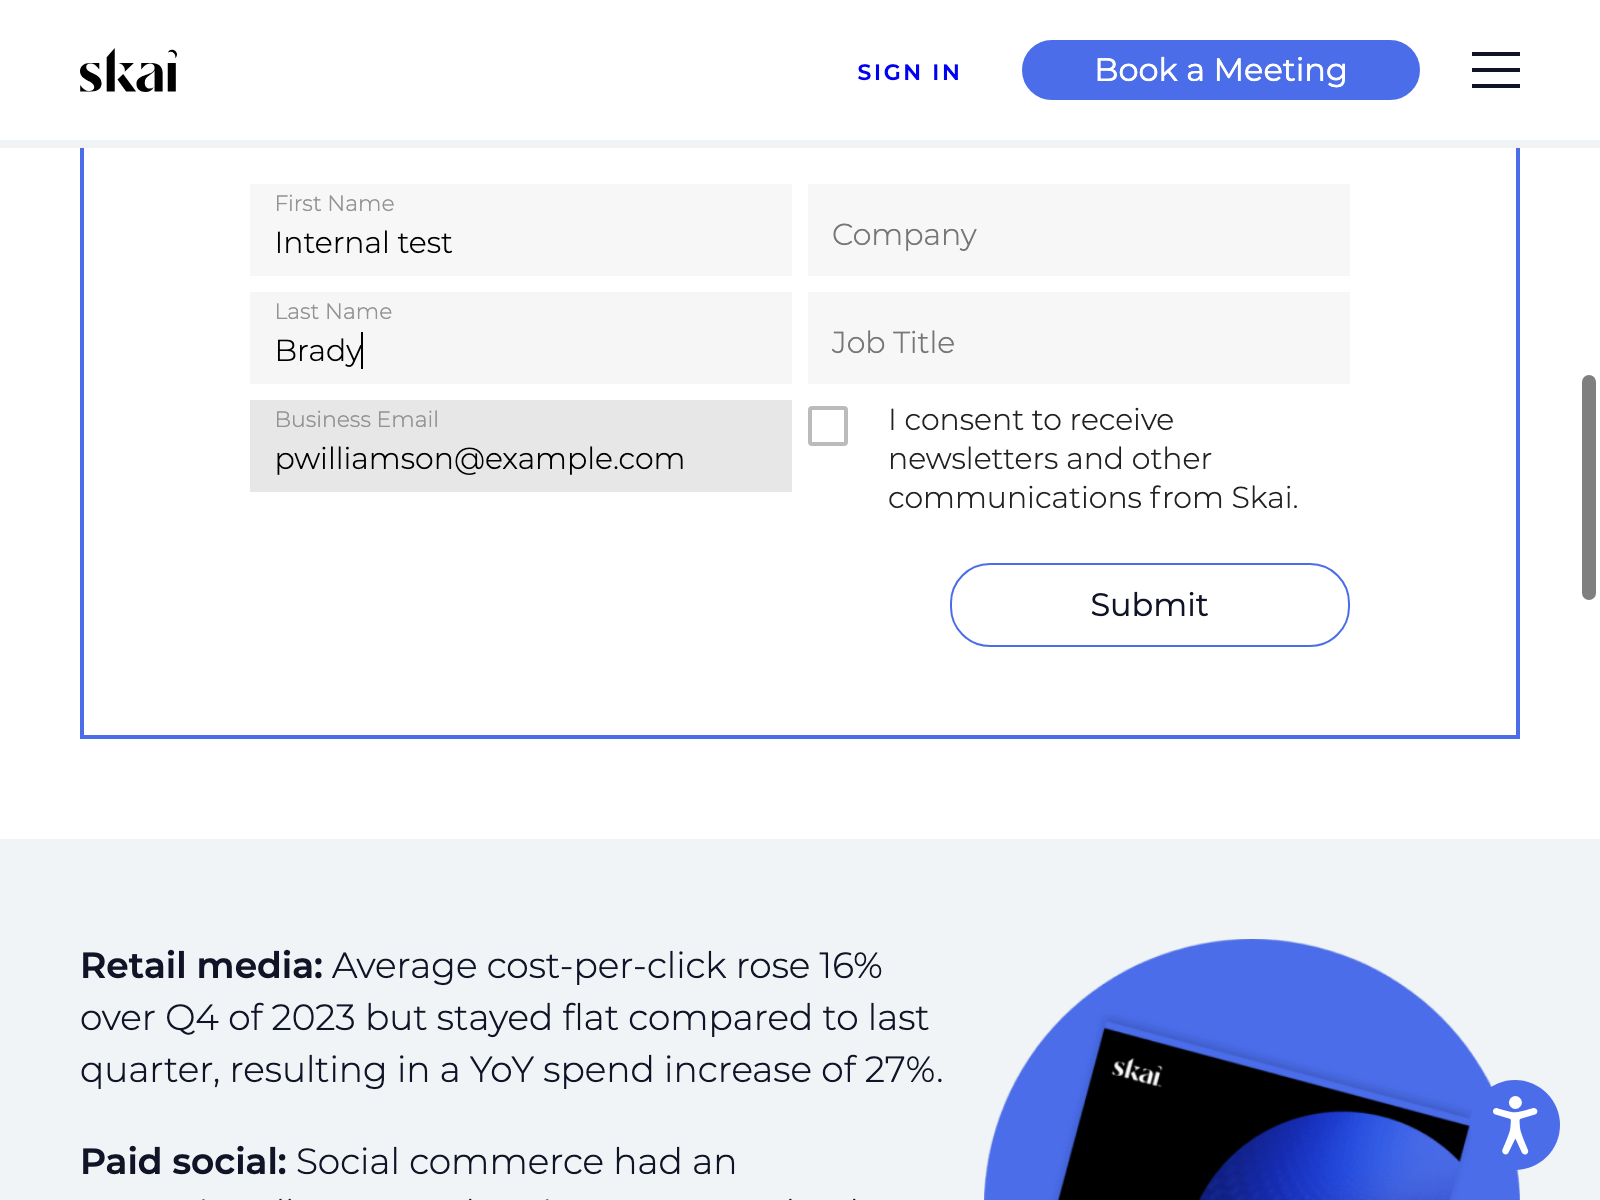 skai
SIGN IN
Book a Meeting
First Name
Internal test
Company
Last Name
Brady
Job Title
Business Email
pwilliamson@example.com
I consent to receive
newsletters and other
communications from Skai.
Submit
Retail media: Average cost-per-click rose 16%
over Q4 of 2023 but stayed flat compared to last
quarter, resulting in a YoY spend increase of 27%.
skai
Paid social: Social commerce had an